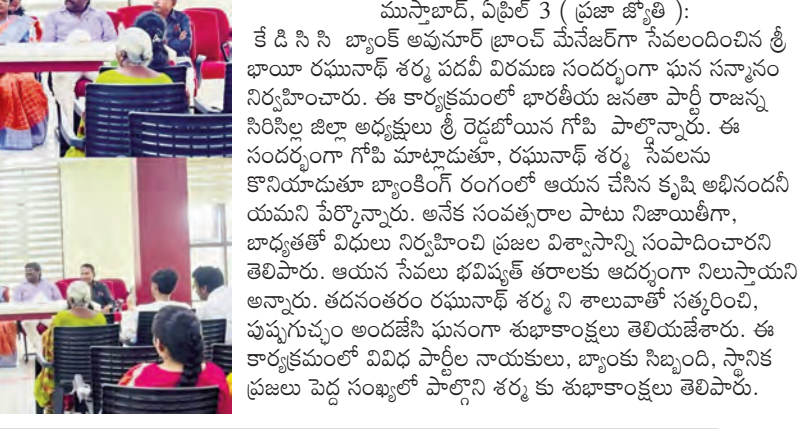 ముస్తాబాద్, ఏప్రిల్ 3 ( ప్రజా జ్యోతి ):
కే డి సి సి బ్యాంక్ అవునూర్ బ్రాంచ్ మేనేజర్‌గా సేవలందించిన శ్రీ
భాయీ రఘునాథ్ శర్మ పదవీ విరమణ సందర్భంగా ఘన సన్మానం
నిర్వహించారు. ఈ కార్యక్రమంలో భారతీయ జనతా పార్టీ రాజన్న
సిరిసిల్ల జిల్లా అధ్యక్షులు శ్రీ రెడ్డబోయిన గోపి పాల్గొన్నారు. ఈ
సందర్భంగా గోపి మాట్లాడుతూ, రఘునాథ్ శర్మ సేవలను
కొనియాడుతూ బ్యాంకింగ్ రంగంలో ఆయన చేసిన కృషి అభినందనీ
యమని పేర్కొన్నారు. అనేక సంవత్సరాల పాటు నిజాయితీగా,
బాధ్యతతో విధులు నిర్వహించి ప్రజల విశ్వాసాన్ని సంపాదించారని
తెలిపారు. ఆయన సేవలు భవిష్యత్ తరాలకు ఆదర్శంగా నిలుస్తాయని
అన్నారు. తదనంతరం రఘునాథ్ శర్మ ని శాలువాతో సత్కరించి,
పుష్పగుచ్ఛం అందజేసి ఘనంగా శుభాకాంక్షలు తెలియజేశారు. ఈ
కార్యక్రమంలో వివిధ పార్టీల నాయకులు, బ్యాంకు సిబ్బంది, స్థానిక
ప్రజలు పెద్ద సంఖ్యలో పాల్గొని శర్మ కు శుభాకాంక్షలు తెలిపారు.